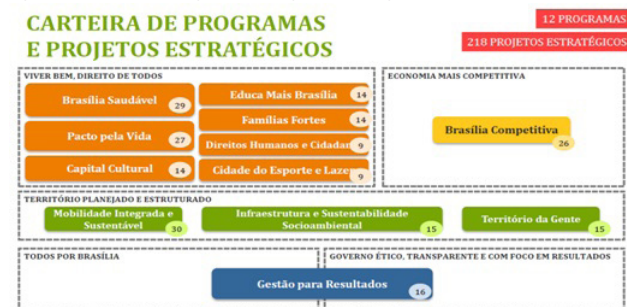 CARTEIRA DE PROGRAMAS
E PROJETOS ESTRATÉGICOS
12 PROGRAMAS
218 PROJETOS ESTRATÉGICOS
VIVER BEM, DIREITO DE TODOS
Brasília Saudável 29
Educa Mais Brasília 14
Famílias Fortes 14
Pacto pela Vida 27
Direitos Humanos e Cidadan 9
Capital Cultural 14
Cidade do Esporte e Laze 9
ECONOMIA MAIS COMPETITIVA
Brasília Competitiva 26
TERRITÓRIO PLANEJADO E ESTRUTURADO
Mobilidade Integrada e
Sustentável 30
Infraestrutura e Sustentabilidade
Socioambiental 15
Território da Gente 15
TODOS POR BRASÍLIA
GOVERNO ÉTICO, TRANSPARENTE E COM FOCO EM RESULTADOS
Gestão para Resultados 16